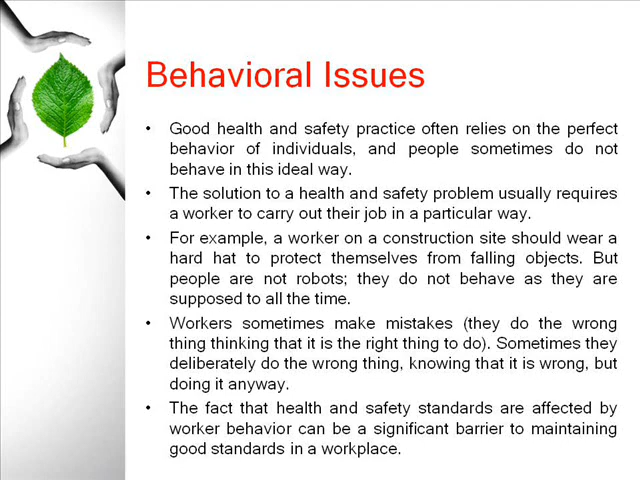 Behavioral Issues
• Good health and safety practice often relies on the perfect
behavior of individuals, and people sometimes do not
behave in this ideal way.
• The solution to a health and safety problem usually requires
a worker to carry out their job in a particular way.
• For example, a worker on a construction site should wear a
hard hat to protect themselves from falling objects. But
people are not robots; they do not behave as they are
supposed to all the time.
• Workers sometimes make mistakes (they do the wrong
thing thinking that it is the right thing to do). Sometimes they
deliberately do the wrong thing, knowing that it is wrong, but
doing it anyway.
• The fact that health and safety standards are affected by
worker behavior can be a significant barrier to maintaining
good standards in a workplace.